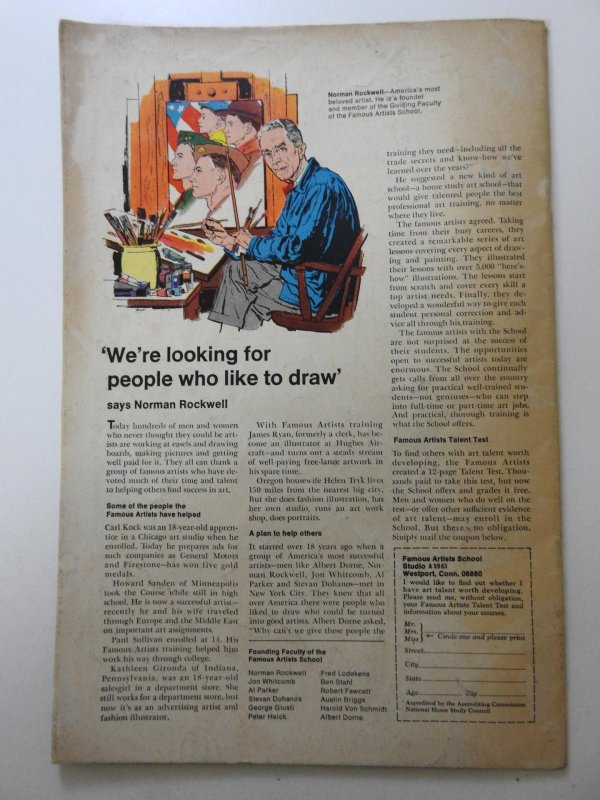 Norman Rockwell—America's most
beloved artist. He is a founder
and member of the Guiding Faculty
of the Famous Artists School.
'We're looking for
people who like to draw'
says Norman Rockwell
Today hundreds of men and women
who never thought they could be art-
ists are working at easels and drawing
boards, making pictures and getting
well paid for it. They all can thank a
group of famous artists who have de-
voted much of their time and talent
to helping others find success in art.
Some of the people the
Famous Artists have helped
Carl Kock was an 18-year-old appren-
tice in a Chicago art studio when he
enrolled. Today he prepares ads for
such companies as General Motors
and Firestone—has won five gold
medals.
Howard Sanden of Minneapolis
took the Course while still in high
school. He is now a successful artist—
recently he and his wife traveled
through Europe and the Middle East
on important art assignments.
Paul Sullivan enrolled at 14. His
Famous Artists training helped him
work his way through college.
Kathleen Gironda of Indiana,
Pennsylvania, was an 18-year-old
salesgirl in a department store. She
still works for a department store, but
now it's as an advertising artist and
fashion illustrator.
With Famous Artists training
James Ryan, formerly a clerk, has be-
come an illustrator at Hughes Air-
craft—and turns out a steady stream
of well-paying free-lance artwork in
his spare time.
Oregon housewife Helen Tryk lives
150 miles from the nearest big city.
But she does fashion illustration, has
her own studio, runs an art work
shop, does portraits.
A plan to help others
It started over 18 years ago when a
group of America's most successful
artists—men like Albert Dorne, Nor-
man Rockwell, Jon Whitcomb, Al
Parker and Stevan Dohanos—met in
New York City. They knew that all
over America there were people who
liked to draw who could be turned
into good artists. Albert Dorne asked,
"Why can't we give these people the
Founding Faculty of the
Famous Artists School
Norman Rockwell
Jon Whitcomb
Al Parker
Stevan Dohanos
George Giusti
Peter Helck
Fred Ludekens
Ben Stahl
Robert Fawcett
Austin Briggs
Harold Von Schmidt
Albert Dorne
training they need—including all the
trade secrets and know-how we've
learned over the years?"
He suggested a new kind of art
school—a home study art school—that
would give talented people the best
professional art training, no matter
where they live.
The famous artists agreed. Taking
time from their busy careers, they
created a remarkable series of art
lessons covering every aspect of draw-
ing and painting. They illustrated
their lessons with over 5,000 "here's-
how" illustrations. The lessons start
from scratch and cover every skill a
top artist needs. Finally, they de-
veloped a wonderful way to give each
student personal correction and ad-
vice all through his training.
The famous artists with the School
are not surprised at the success of
their students. The opportunities
open to successful artists today are
enormous. The School continually
gets calls from all over the country
asking for practical well-trained stu-
dents—not geniuses—who can step
into full-time or part-time art jobs.
And practical, thorough training is
what the School offers.
Famous Artists Talent Test
To find others with art talent worth
developing, the Famous Artists
created a 12-page Talent Test. Thou-
sands paid to take this test, but now
the School offers and grades it free.
Men and women who do well on the
test—or offer other sufficient evidence
of art talent—may enroll in the
School. But there's no obligation.
Simply mail the coupon below.
Famous Artists School
Studio A 5983
Westport, Conn. 06880
I would like to find out whether I
have art talent worth developing.
Please send me, without obligation,
your Famous Artists Talent Test and
information about your courses.
Mr.
Mrs.
Miss
← Circle one and please print
Street
City
State
Age Zip
Accredited by the Accrediting Commission
National Home Study Council